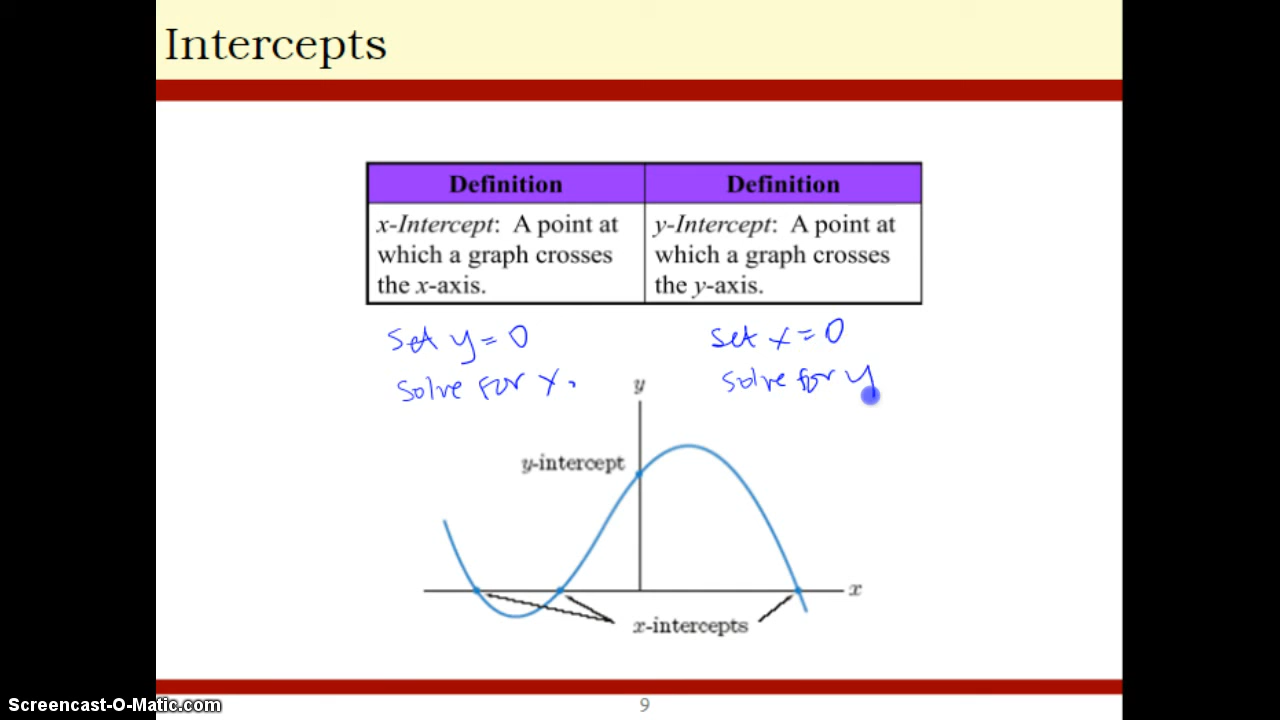 Intercepts
Definition
x-Intercept: A point at
which a graph crosses
the x-axis.
Definition
y-Intercept: A point at
which a graph crosses
the y-axis.
Set y=0
Solve For x.
Set x=0
Solve for y
y
y-intercept
x
x-intercepts
Screencast-O-Matic.com
9